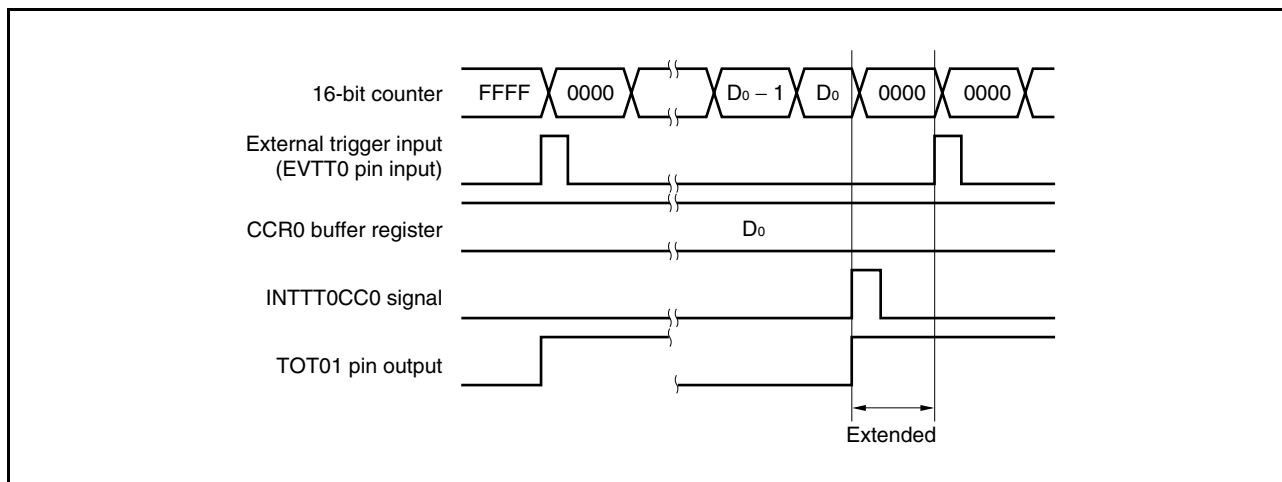 16-bit counter
FFFF 0000 D0 − 1 D0 0000 0000
External trigger input
(EVTT0 pin input)
CCR0 buffer register
D0
INTTT0CC0 signal
TOT01 pin output
Extended